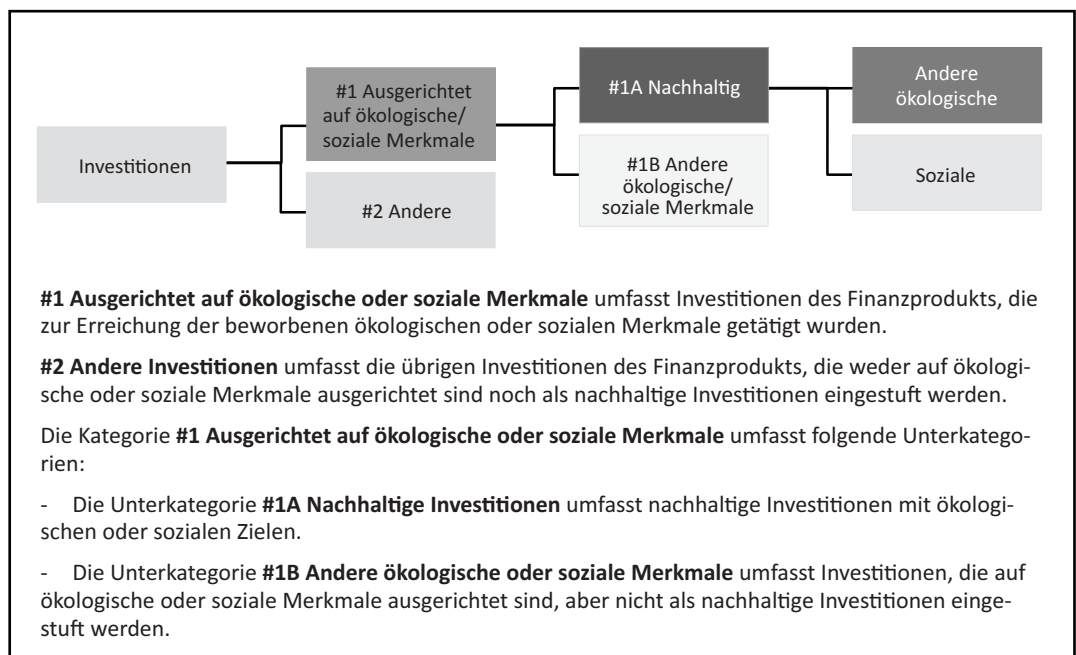 Investitionen
#1 Ausgerichtet
auf ökologische/
soziale Merkmale
#2 Andere
#1A Nachhaltig
#1B Andere
ökologische/
soziale Merkmale
Andere
ökologische
Soziale
#1 Ausgerichtet auf ökologische oder soziale Merkmale umfasst Investitionen des Finanzprodukts, die
zur Erreichung der beworbenen ökologischen oder sozialen Merkmale getätigt wurden.
#2 Andere Investitionen umfasst die übrigen Investitionen des Finanzprodukts, die weder auf ökologi-
sche oder soziale Merkmale ausgerichtet sind noch als nachhaltige Investitionen eingestuft werden.
Die Kategorie #1 Ausgerichtet auf ökologische oder soziale Merkmale umfasst folgende Unterkatego-
rien:
- Die Unterkategorie #1A Nachhaltige Investitionen umfasst nachhaltige Investitionen mit ökologi-
schen oder sozialen Zielen.
- Die Unterkategorie #1B Andere ökologische oder soziale Merkmale umfasst Investitionen, die auf
ökologische oder soziale Merkmale ausgerichtet sind, aber nicht als nachhaltige Investitionen einge-
stuft werden.